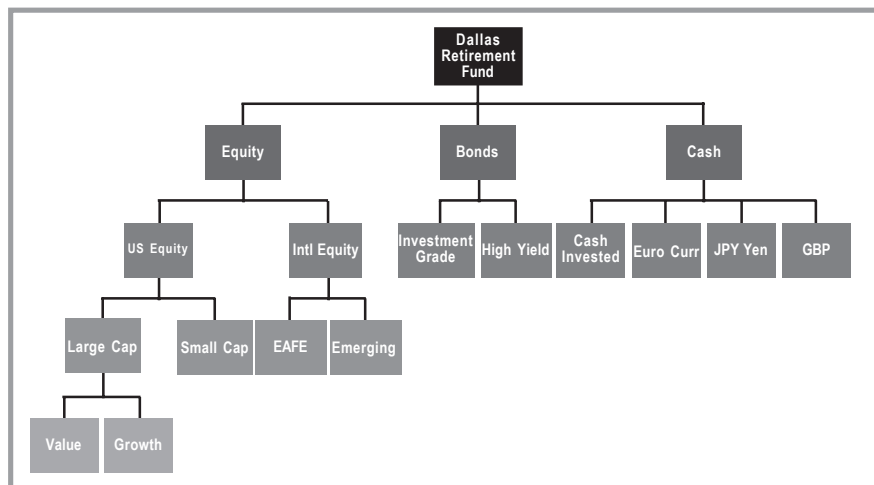 Dallas
Retirement
Fund
Equity
Bonds
Cash
US Equity
Intl Equity
Investment
Grade
High Yield
Cash
Invested
Euro Curr
JPY Yen
GBP
Large Cap
Small Cap
EAFE
Emerging
Value
Growth